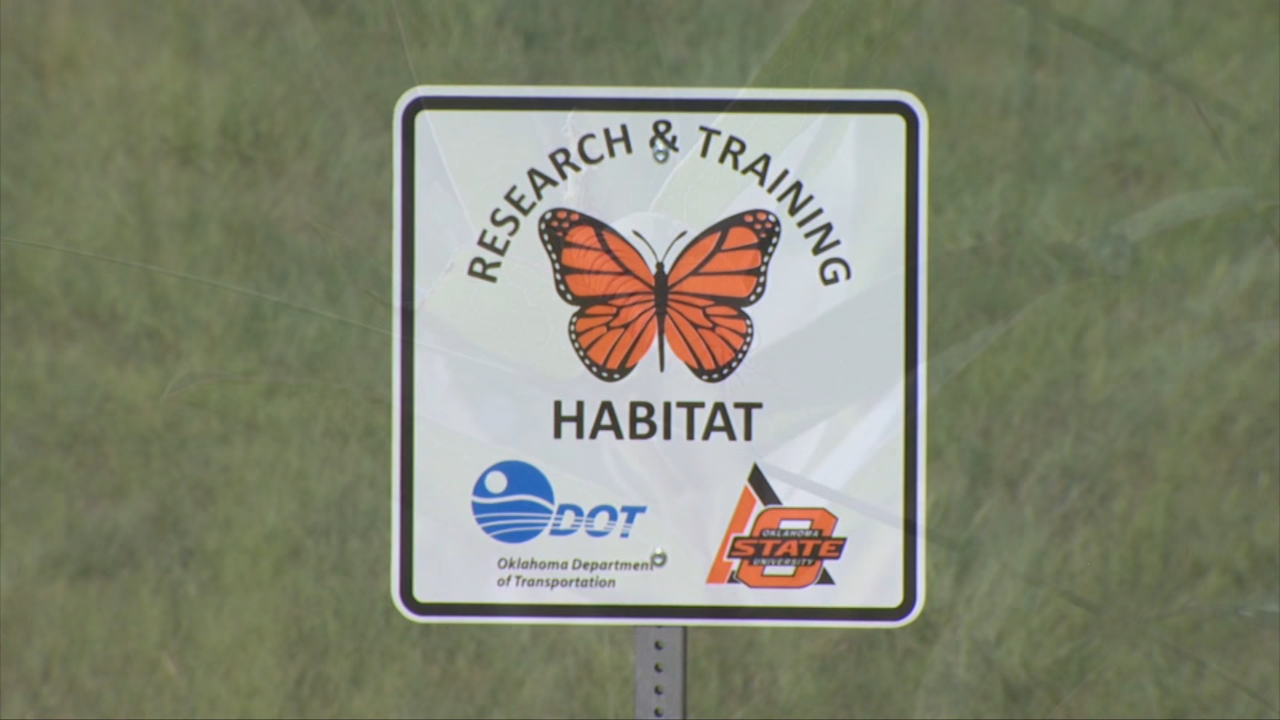 RESEARCH & TRAINING
HABITAT
DOT
Oklahoma Department
of Transportation
OKLAHOMA
STATE
UNIVERSITY